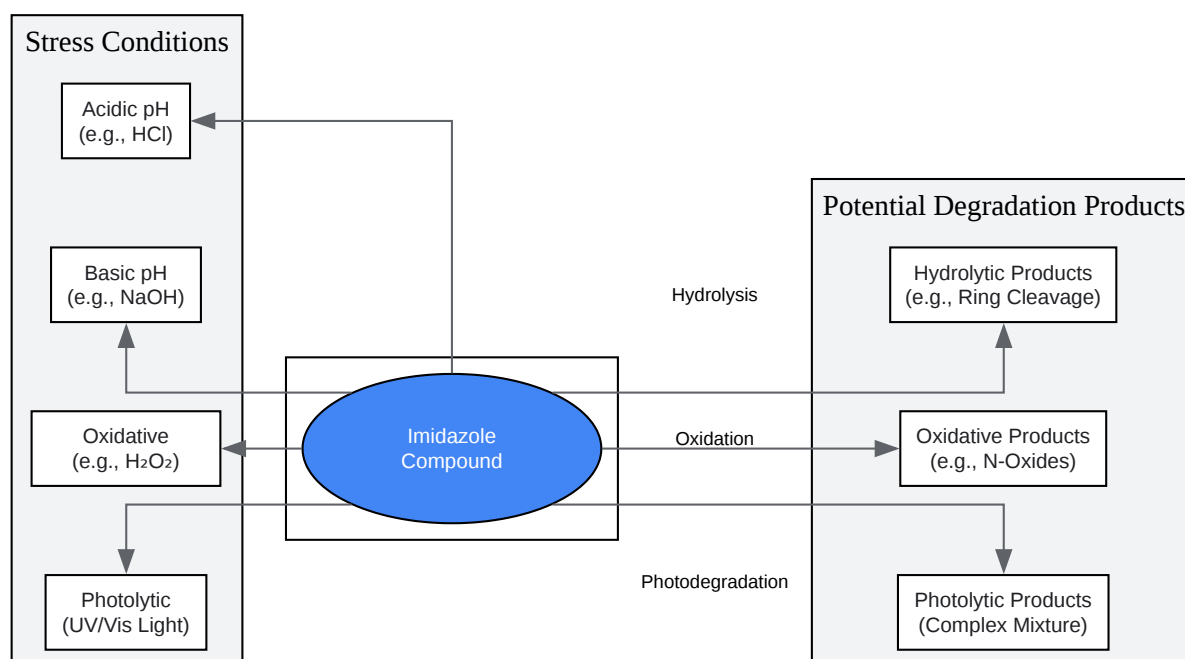 Stress Conditions
Acidic pH
(e.g., HCl)
Basic pH
(e.g., NaOH)
Oxidative
(e.g., H₂O₂)
Photolytic
(UV/Vis Light)
Imidazole
Compound
Hydrolysis
Oxidation
Photodegradation
Potential Degradation Products
Hydrolytic Products
(e.g., Ring Cleavage)
Oxidative Products
(e.g., N-Oxides)
Photolytic Products
(Complex Mixture)